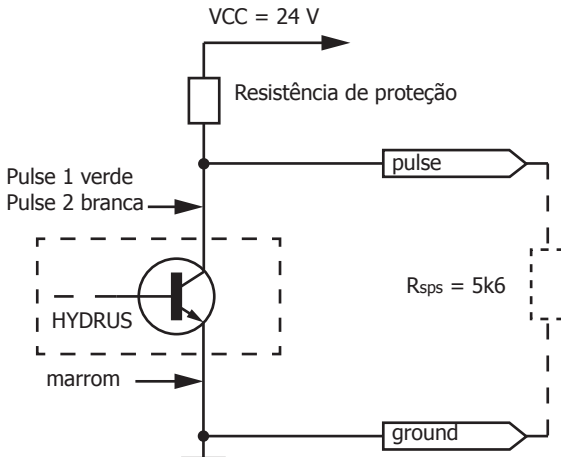 VCC = 24 V
Resistência de proteção
pulse
Pulse 1 verde
Pulse 2 branca
Rsps = 5k6
HYDRUS
marrom
ground